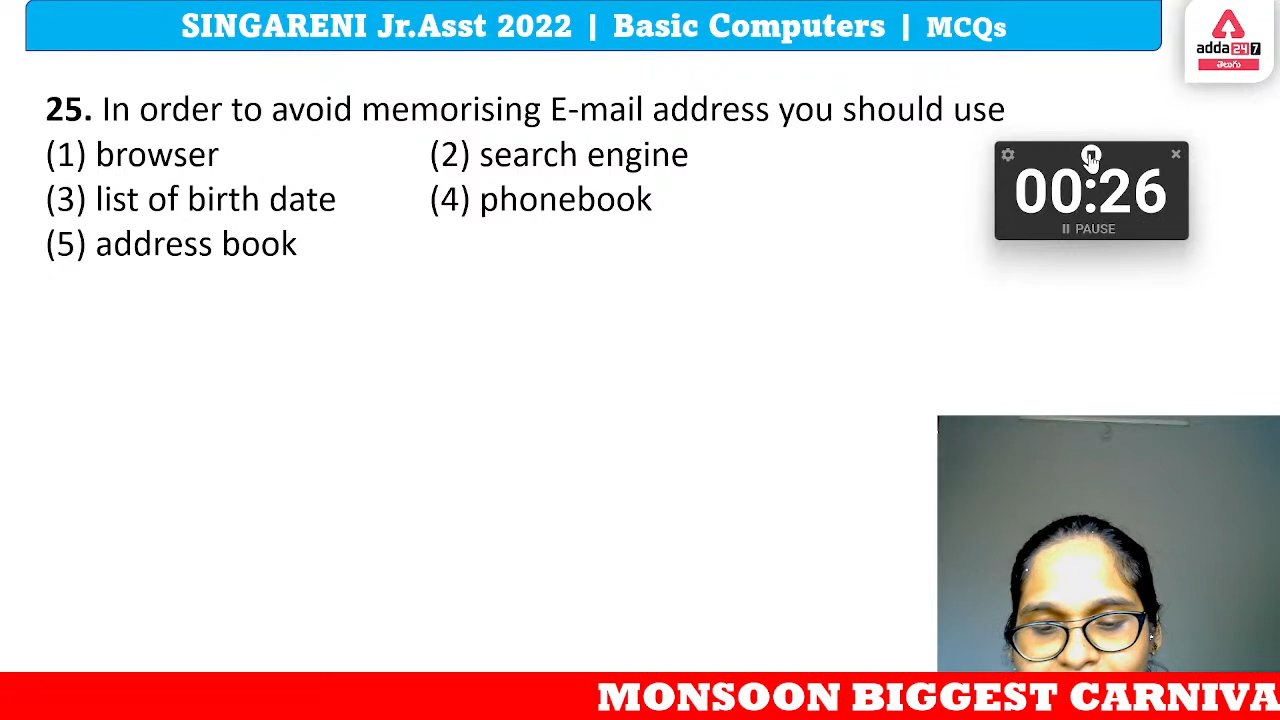 SINGARENI Jr.Asst 2022 | Basic Computers | MCQs
adda247
తెలుగు
25. In order to avoid memorising E-mail address you should use
(1) browser (2) search engine
(3) list of birth date (4) phonebook
(5) address book
00:26
PAUSE
MONSOON BIGGEST CARNIVA